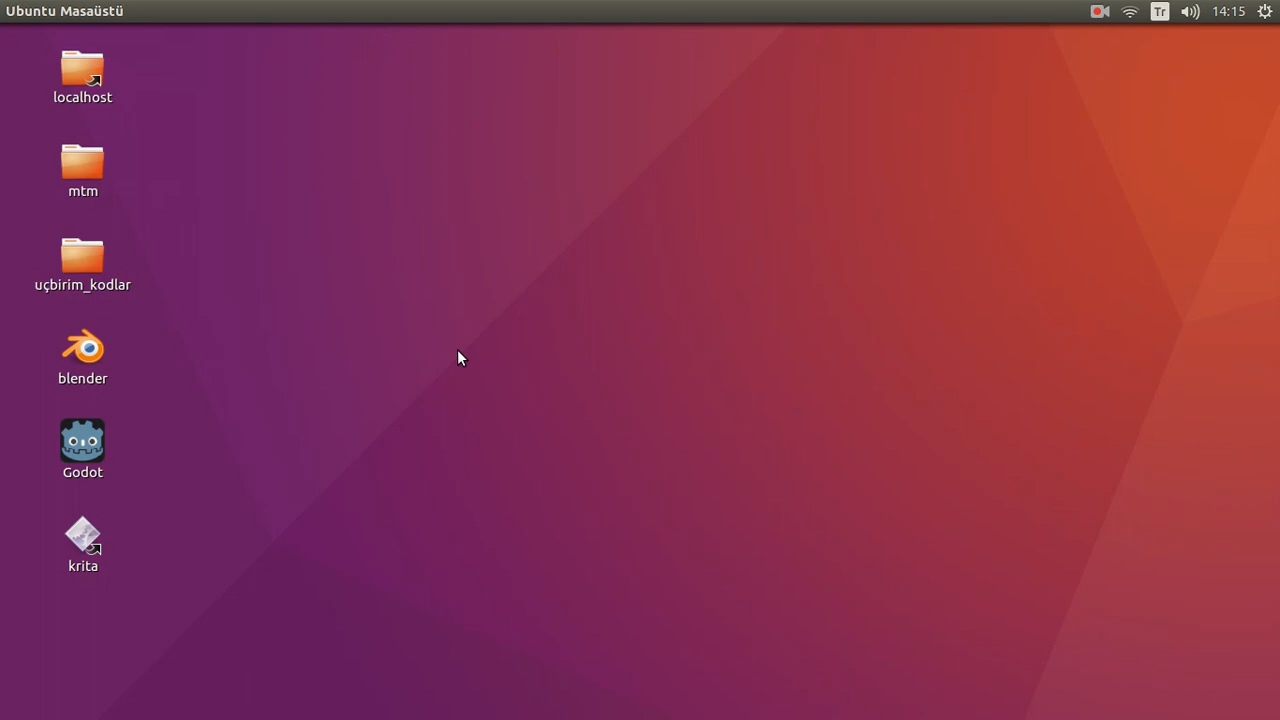 Ubuntu Masaüstü
Tr
14:15
localhost
mtm
uçbirim_kodlar
blender
Godot
krita